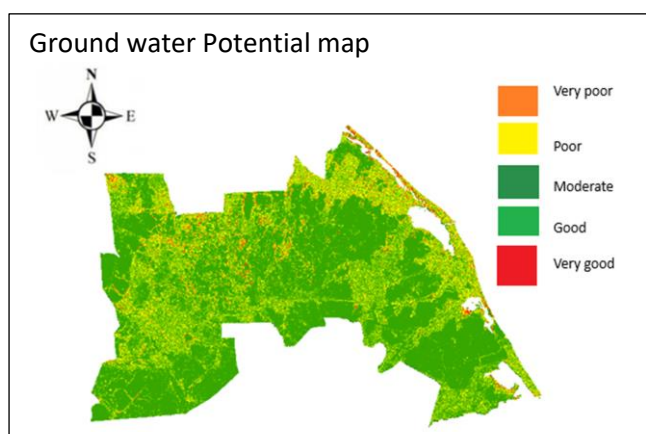 Ground water Potential map
N
W E
S
Very poor
Poor
Moderate
Good
Very good